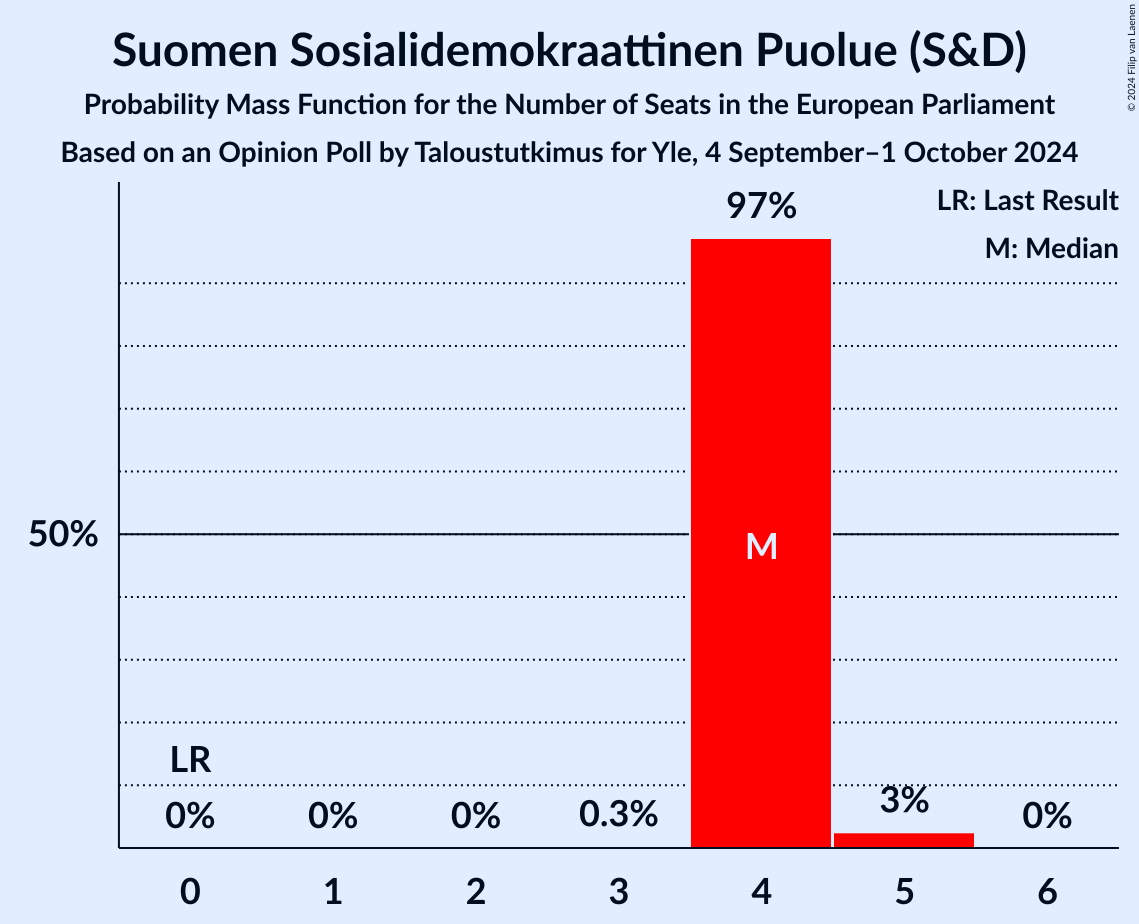 Suomen Sosialidemokraattinen Puolue (S&D)
Probability Mass Function for the Number of Seats in the European Parliament
Based on an Opinion Poll by Taloustutkimus for Yle, 4 September–1 October 2024
© 2024 Filip van Laenen
LR: Last Result
M: Median
97%
50%
M
LR
0%
0%
0%
0.3%
3%
0%
0
1
2
3
4
5
6